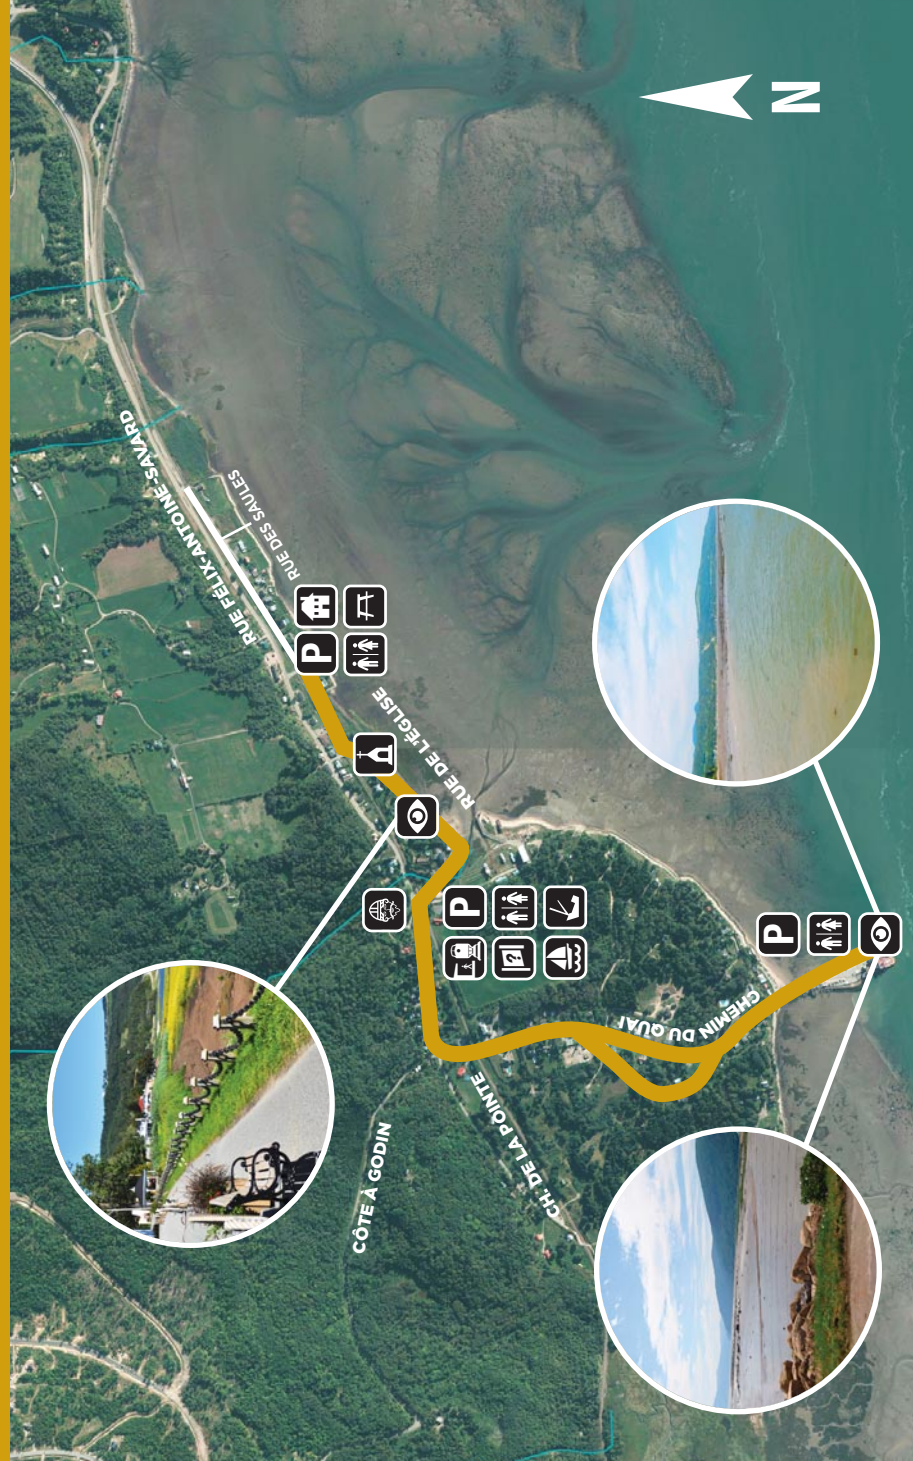 N
RUE FÉLIX-ANTOINE-SAVARD
RUE DES SAULES
P
RUE DE L'ÉGLISE
P
?
P
CHEMIN DU QUAI
CH. DE LA POINTE
CÔTE À GODIN